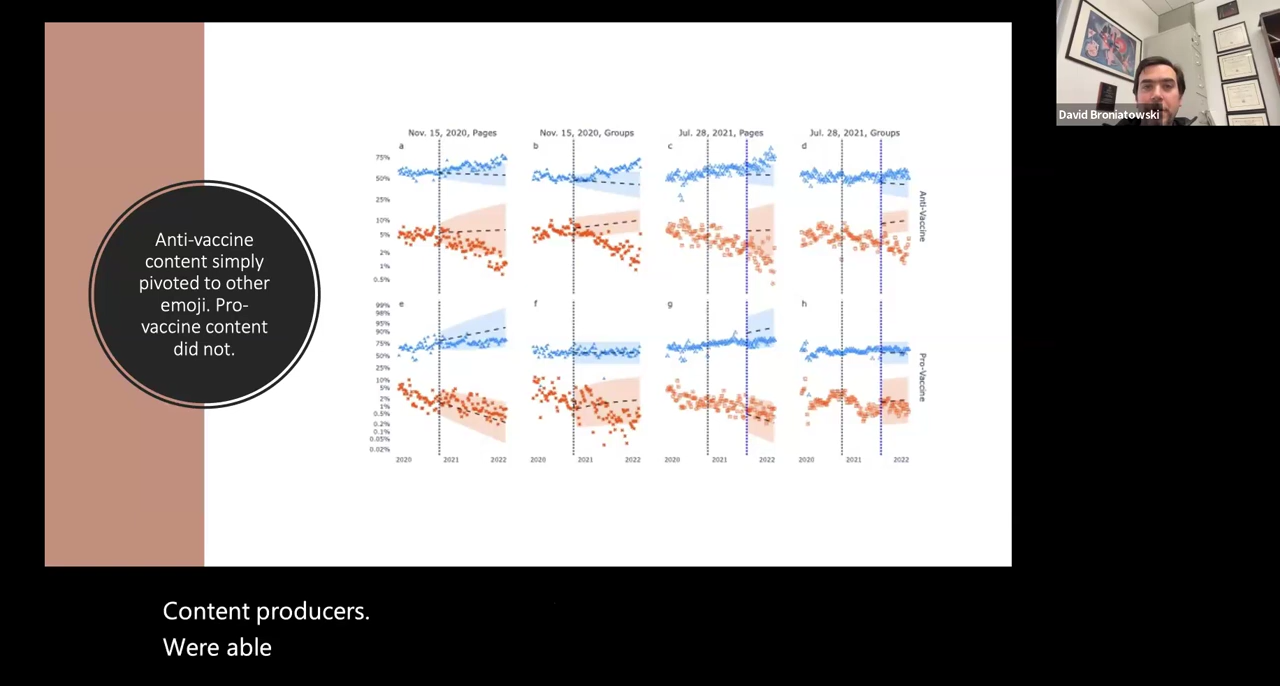 David Broniatowski
Nov. 15, 2020, Pages
Nov. 15, 2020, Groups
Jul. 28, 2021, Pages
Jul. 28, 2021, Groups
a
b
c
d
75%
50%
25%
10%
5%
2%
1%
0.5%
Anti-Vaccine
e
f
g
h
99%
98%
95%
90%
75%
50%
25%
10%
5%
2%
1%
0.5%
0.2%
0.1%
0.05%
0.02%
Pro-Vaccine
2020 2021 2022
2020 2021 2022
2020 2021 2022
2020 2021 2022
Anti-vaccine
content simply
pivoted to other
emoji. Pro-
vaccine content
did not.
Content producers.
Were able